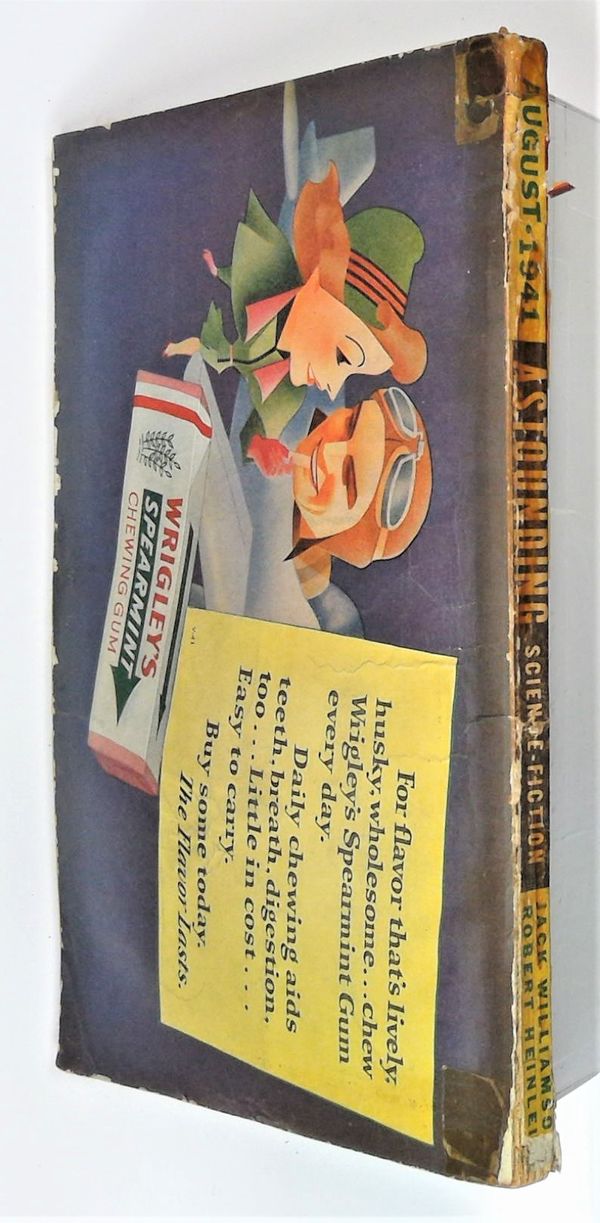 AUGUST · 1941 ASTOUNDING SCIENCE-FICTION JACK WILLIAMSO
ROBERT HEINLEI
WRIGLEY'S
SPEARMINT
CHEWING GUM
V-41
For flavor that's lively,
husky, wholesome...chew
Wrigley's Spearmint Gum
every day.
Daily chewing aids
teeth, breath, digestion,
too...Little in cost...
Easy to carry.
Buy some today.
The Flavor Lasts.